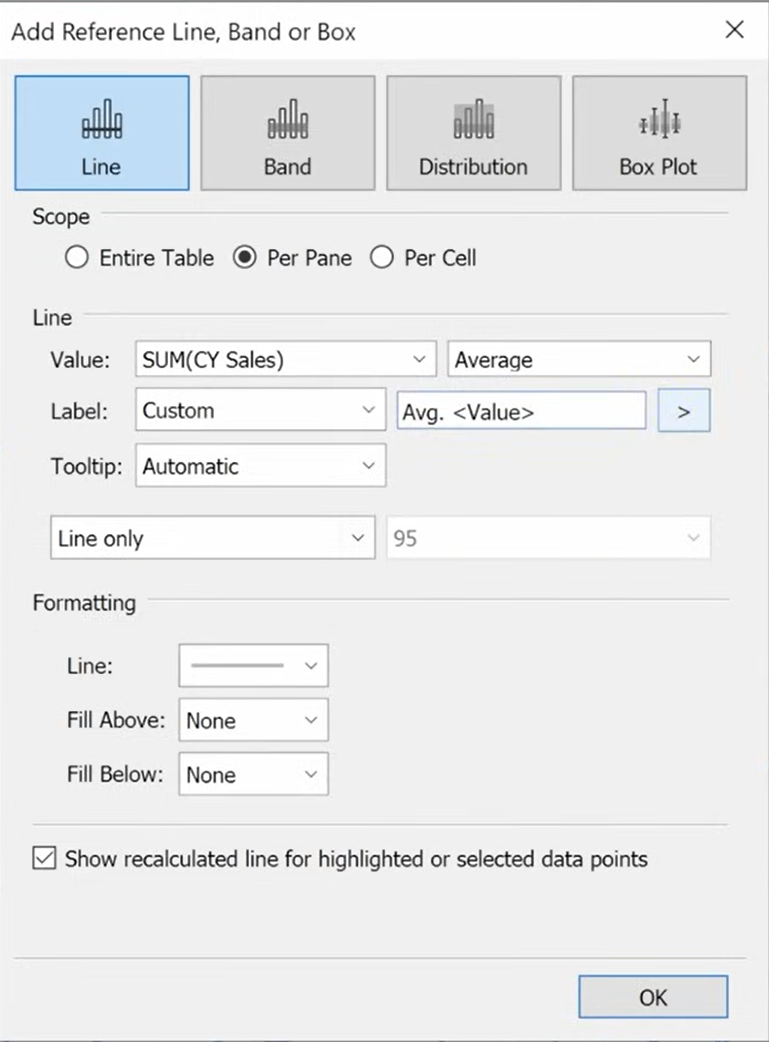 Add Reference Line, Band or Box
Line Band Distribution Box Plot
Scope
Entire Table Per Pane Per Cell
Line
Value: SUM(CY Sales) Average
Label: Custom Avg. <Value> >
Tooltip: Automatic
Line only 95
Formatting
Line:
Fill Above: None
Fill Below: None
Show recalculated line for highlighted or selected data points
OK